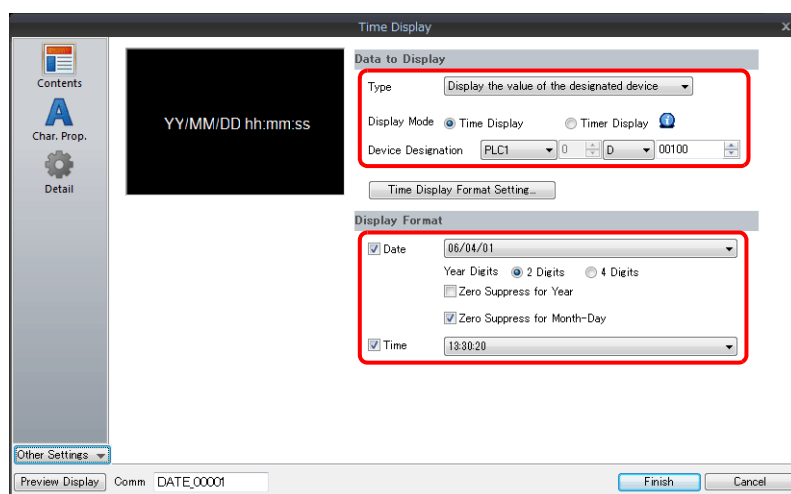 Time Display
x
Contents
Char. Prop.
Detail
Other Settings
YY/MM/DD hh:mm:ss
Data to Display
Type Display the value of the designated device
Display Mode Time Display Timer Display
Device Designation PLC1 0 D 00100
Time Display Format Setting...
Display Format
Date 06/04/01
Year Digits 2 Digits 4 Digits
Zero Suppress for Year
Zero Suppress for Month-Day
Time 13:30:20
Preview Display Comm DATE_00001 Finish Cancel